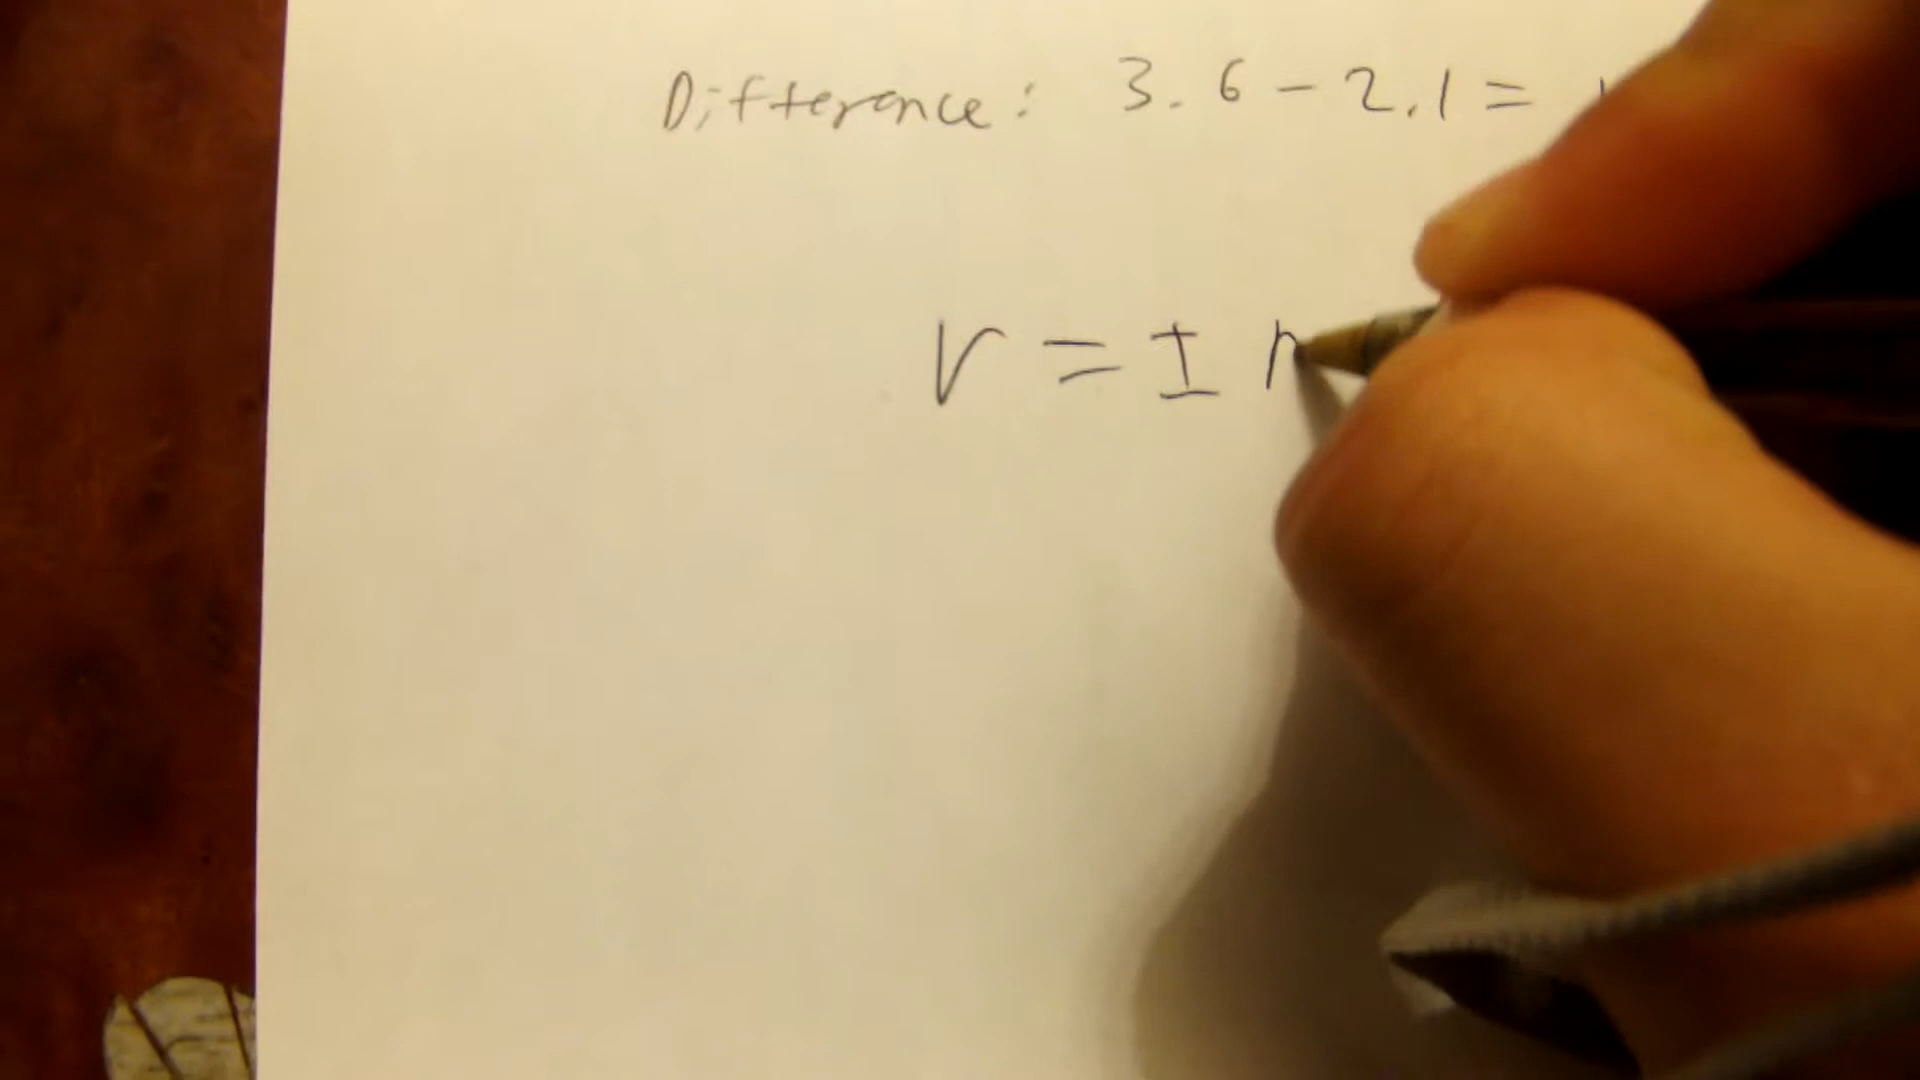 Difference: 3.6 - 2.1 =
r = ±